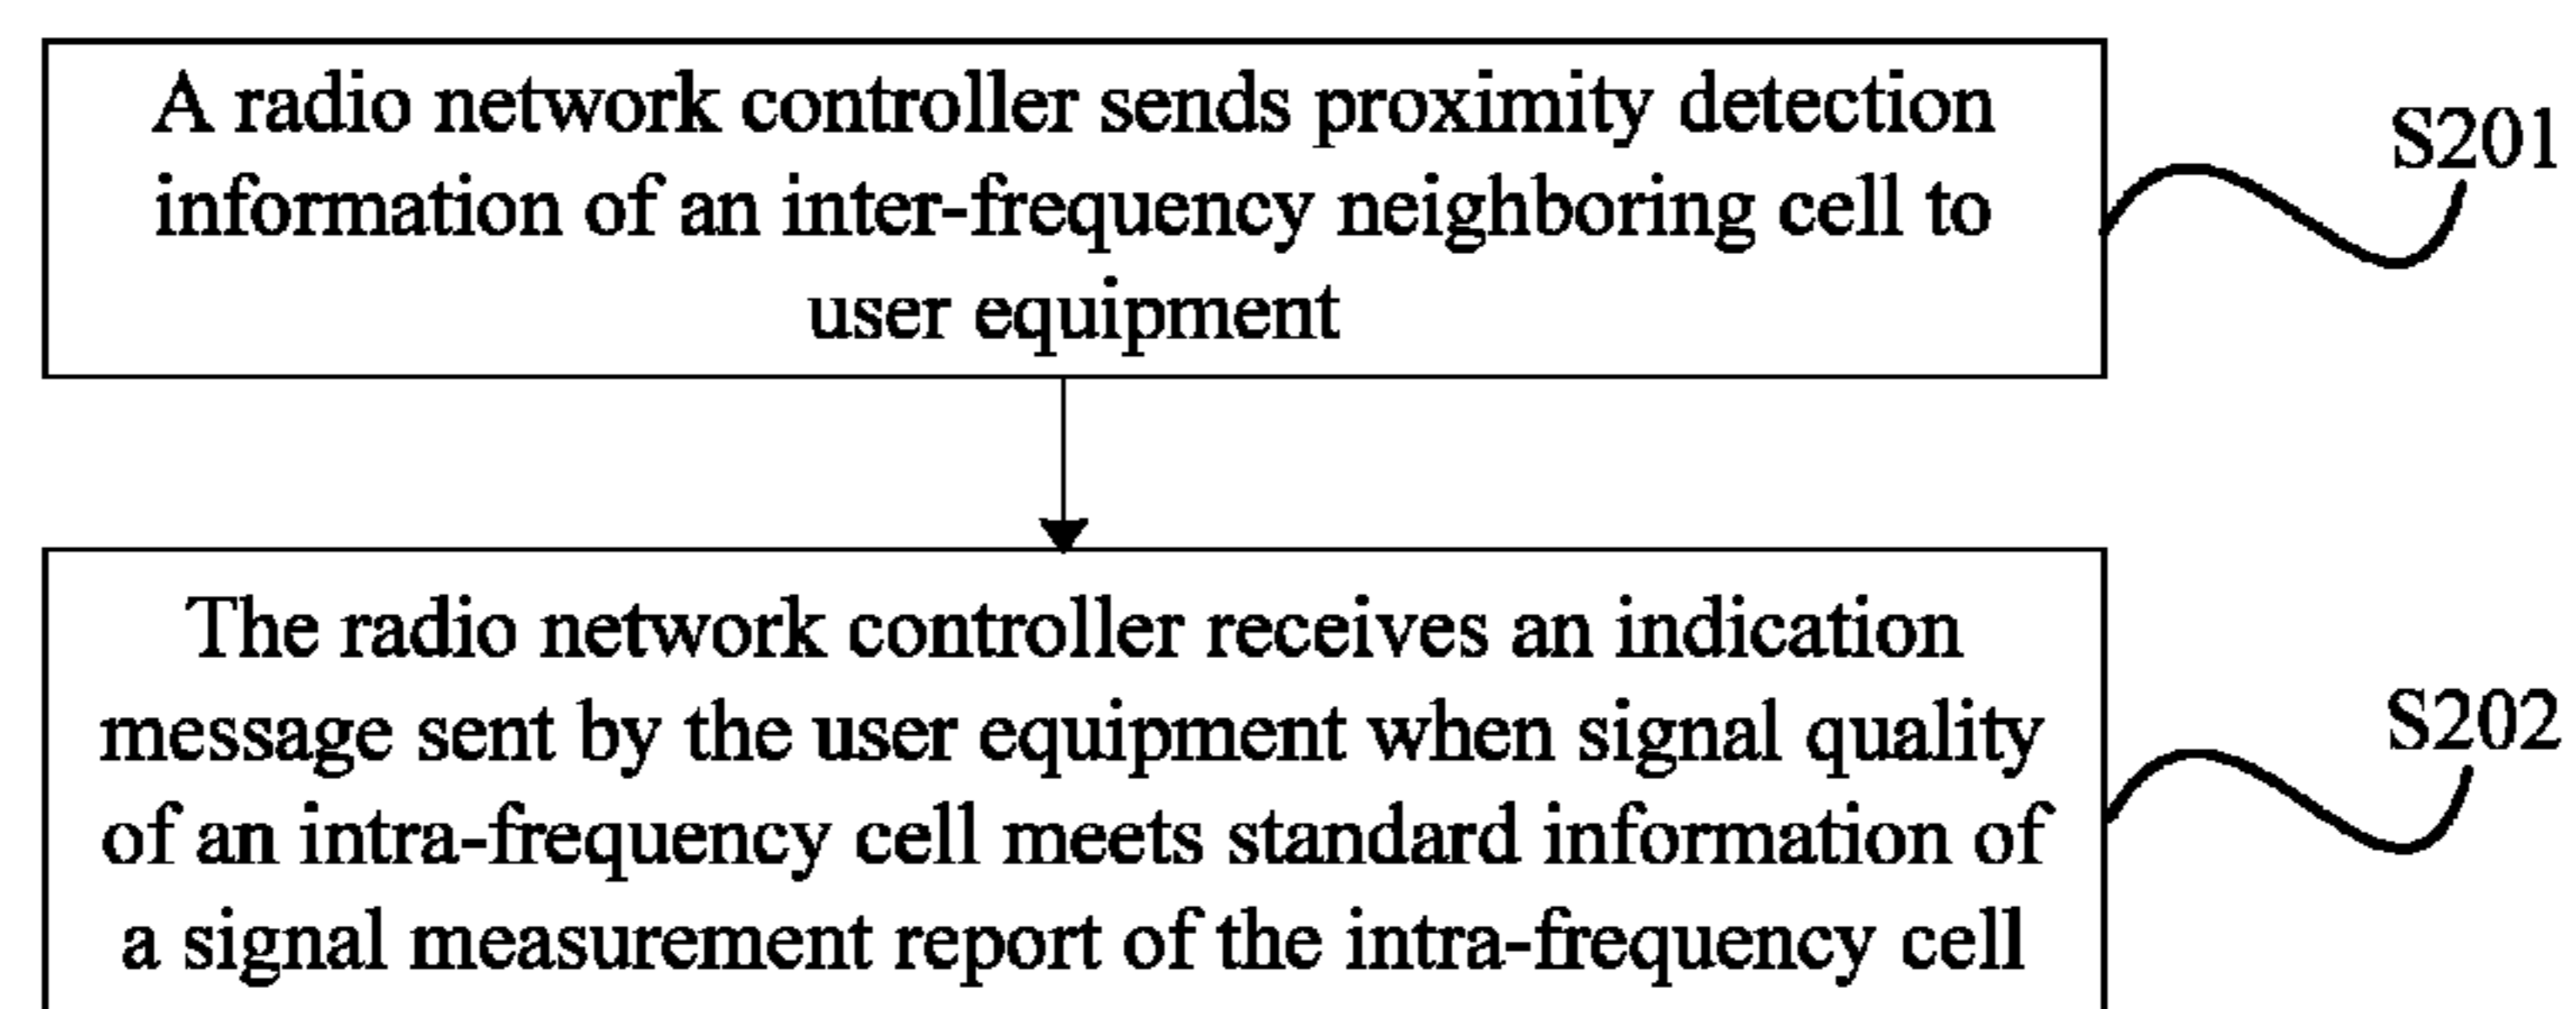 A radio network controller sends proximity detection
S201
information of an inter-frequency neighboring cell to
user equipment
The radio network controller receives an indication
message sent by the user equipment when signal quality
S202
of an intra-frequency cell meets standard information of
a signal measurement report of the intra-frequency cell